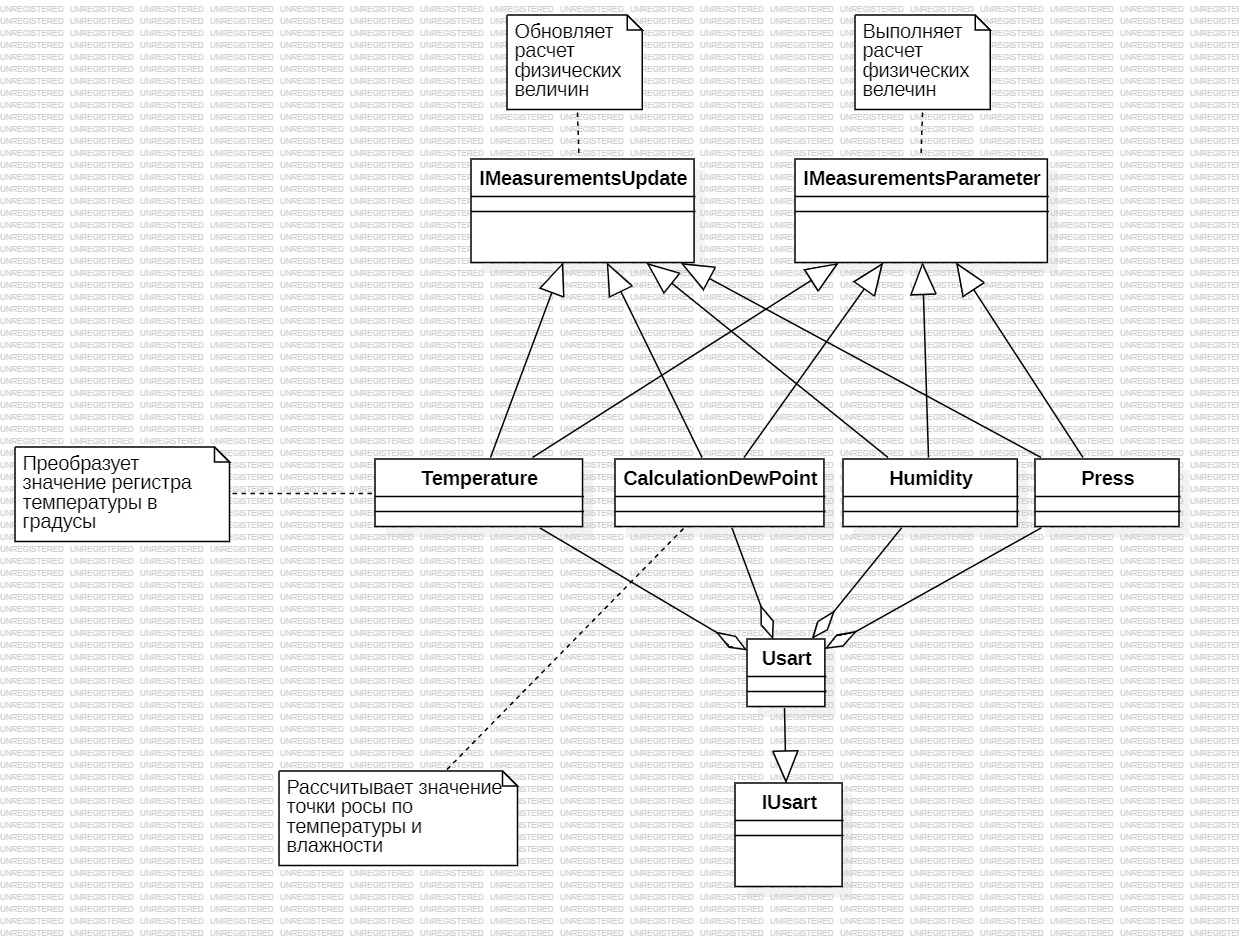 Обновляет
расчет
физических
величин
Выполняет
расчет
физических
велечин
IMeasurementsUpdate
IMeasurementsParameter
Преобразует
значение регистра
температуры в
градусы
Temperature
CalculationDewPoint
Humidity
Press
Usart
Рассчитывает значение
точки росы по
температуры и
влажности
IUsart
UNREGISTERED